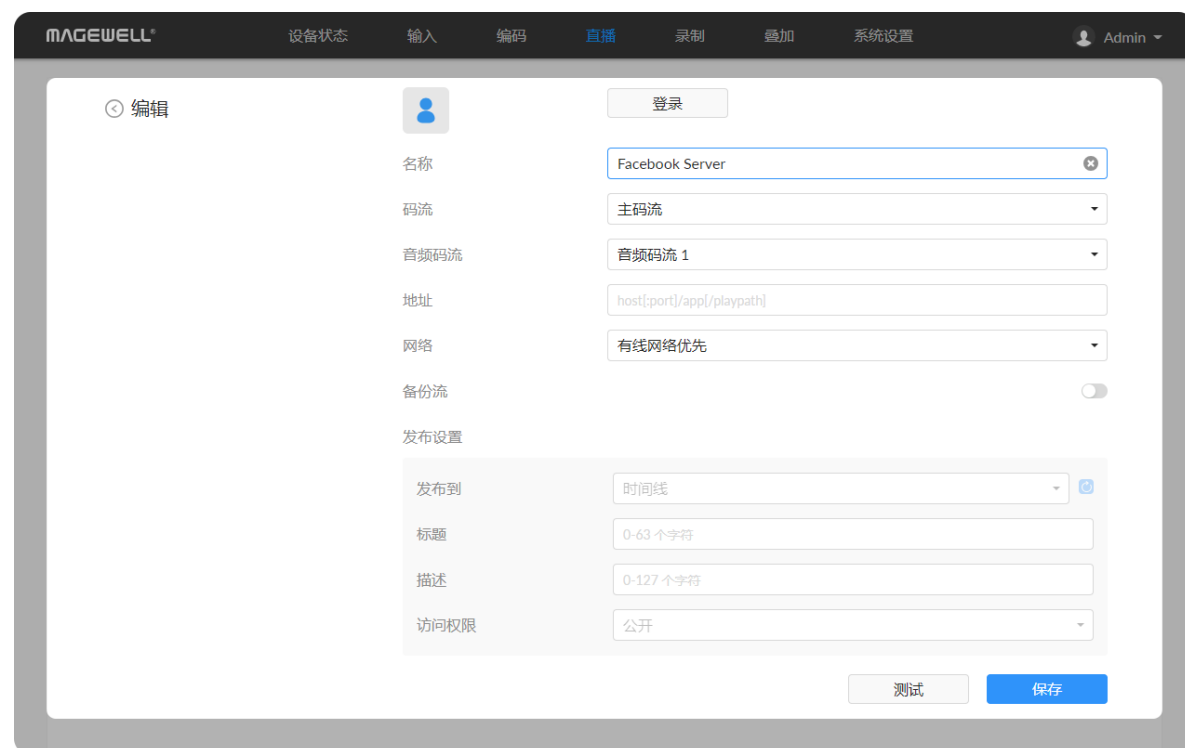 MAGEWELL® 设备状态 输入 编码 直播 录制 叠加 系统设置 Admin
编辑 登录
名称 Facebook Server
码流 主码流
音频码流 音频码流 1
地址 host[:port]/app[/playpath]
网络 有线网络优先
备份流
发布设置
发布到 时间线
标题 0-63 个字符
描述 0-127 个字符
访问权限 公开
测试 保存